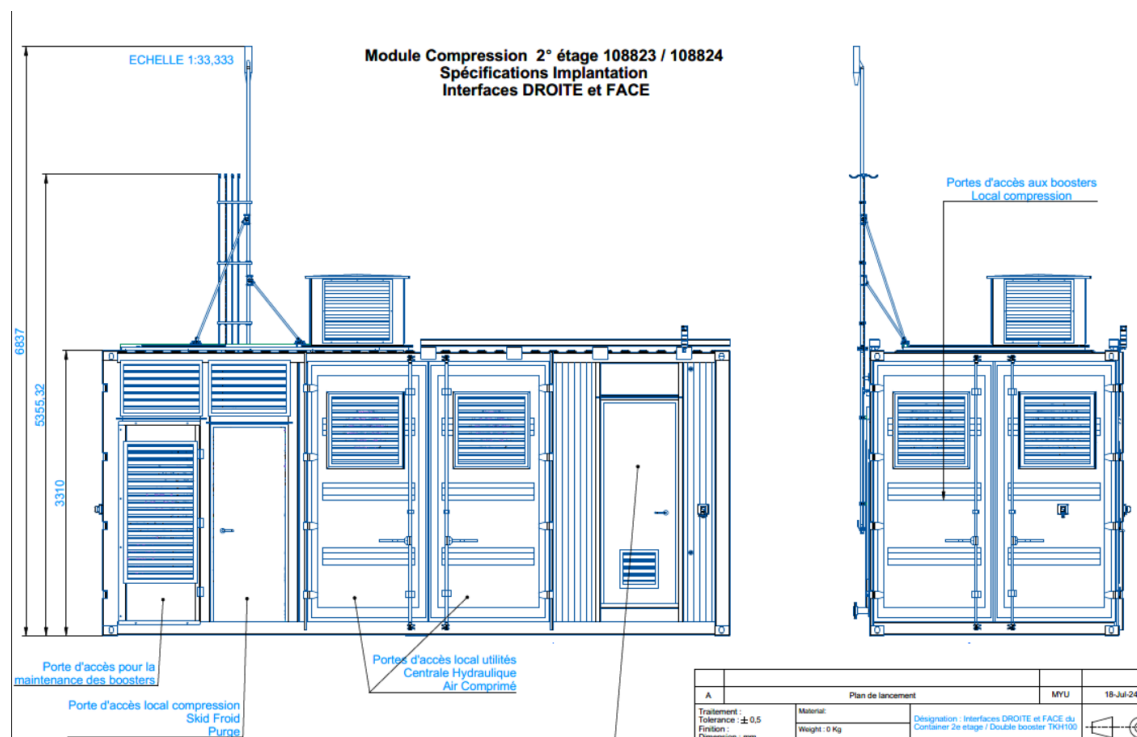 ECHELLE 1:33,333
Module Compression 2° étage 108823 / 108824
Spécifications Implantation
Interfaces DROITE et FACE
Portes d'accès aux boosters
Local compression
6837
5355,32
3310
Porte d'accès pour la
maintenance des boosters
Portes d'accès local utilités
Centrale Hydraulique
Air Comprimé
Porte d'accès local compression
Skid Froid
Purge
A
Plan de lancement
MYU
18-Jul-24
Traitement :
Tolerance : ± 0,5
Finition :
Dimension : mm
Material:
Weight : 0 Kg
Désignation : Interfaces DROITE et FACE du
Container 2e etage / Double booster TKH100